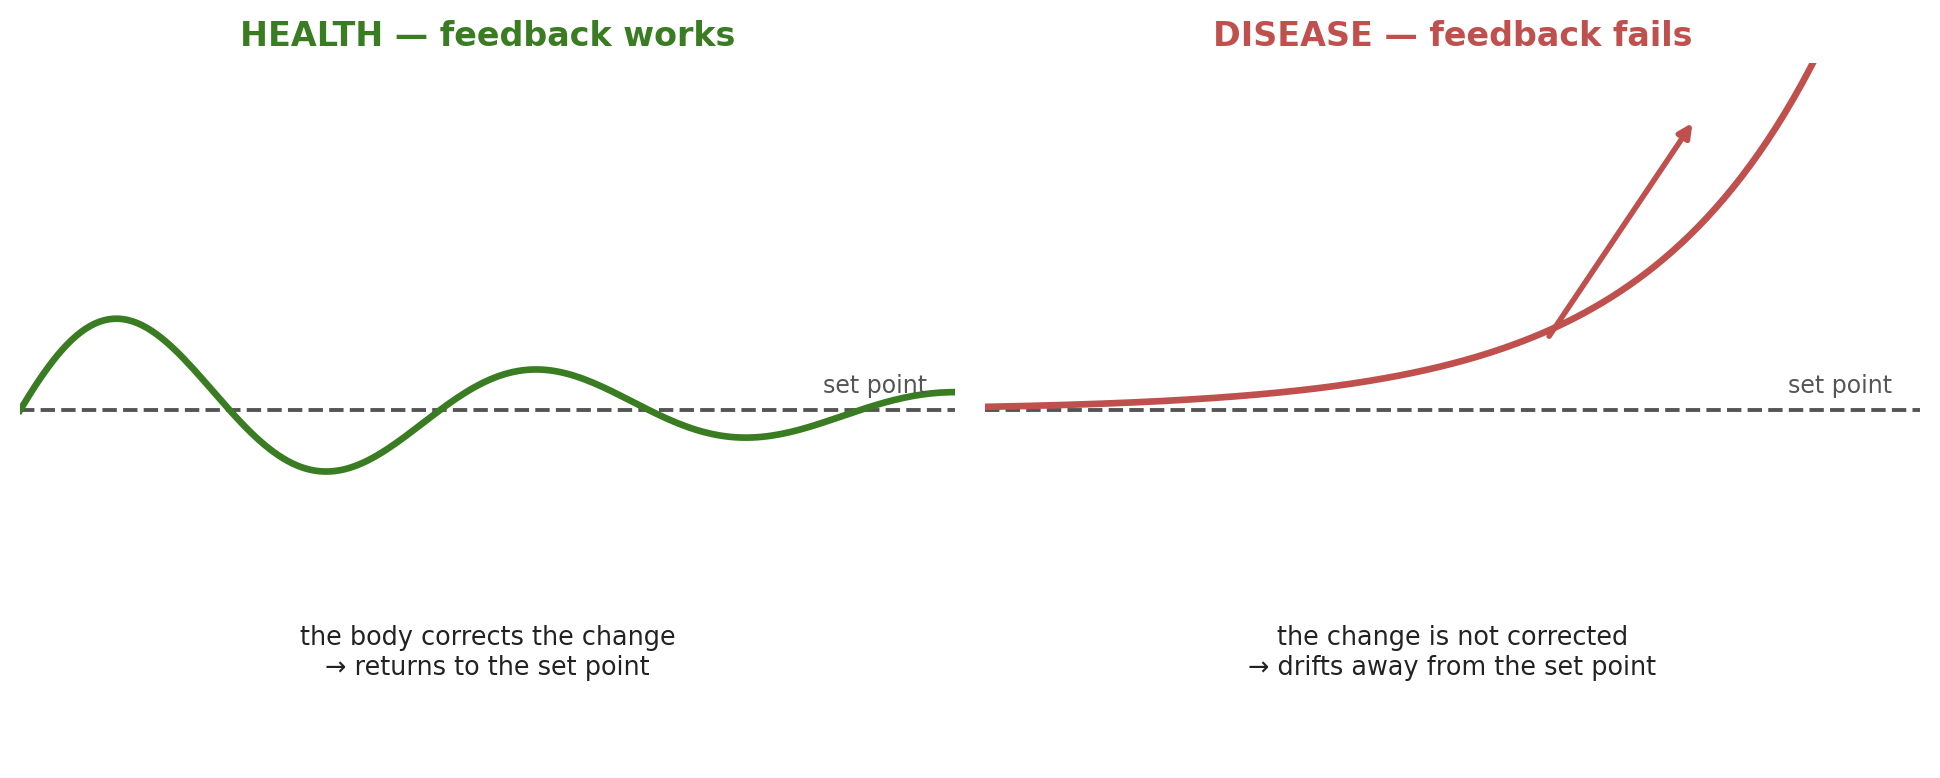 HEALTH — feedback works
set point
the body corrects the change
→ returns to the set point
DISEASE — feedback fails
set point
the change is not corrected
→ drifts away from the set point